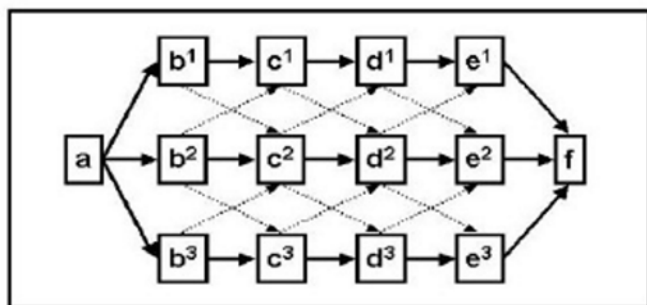 b¹ c¹ d¹ e¹
a b² c² d² e² f
b³ c³ d³ e³